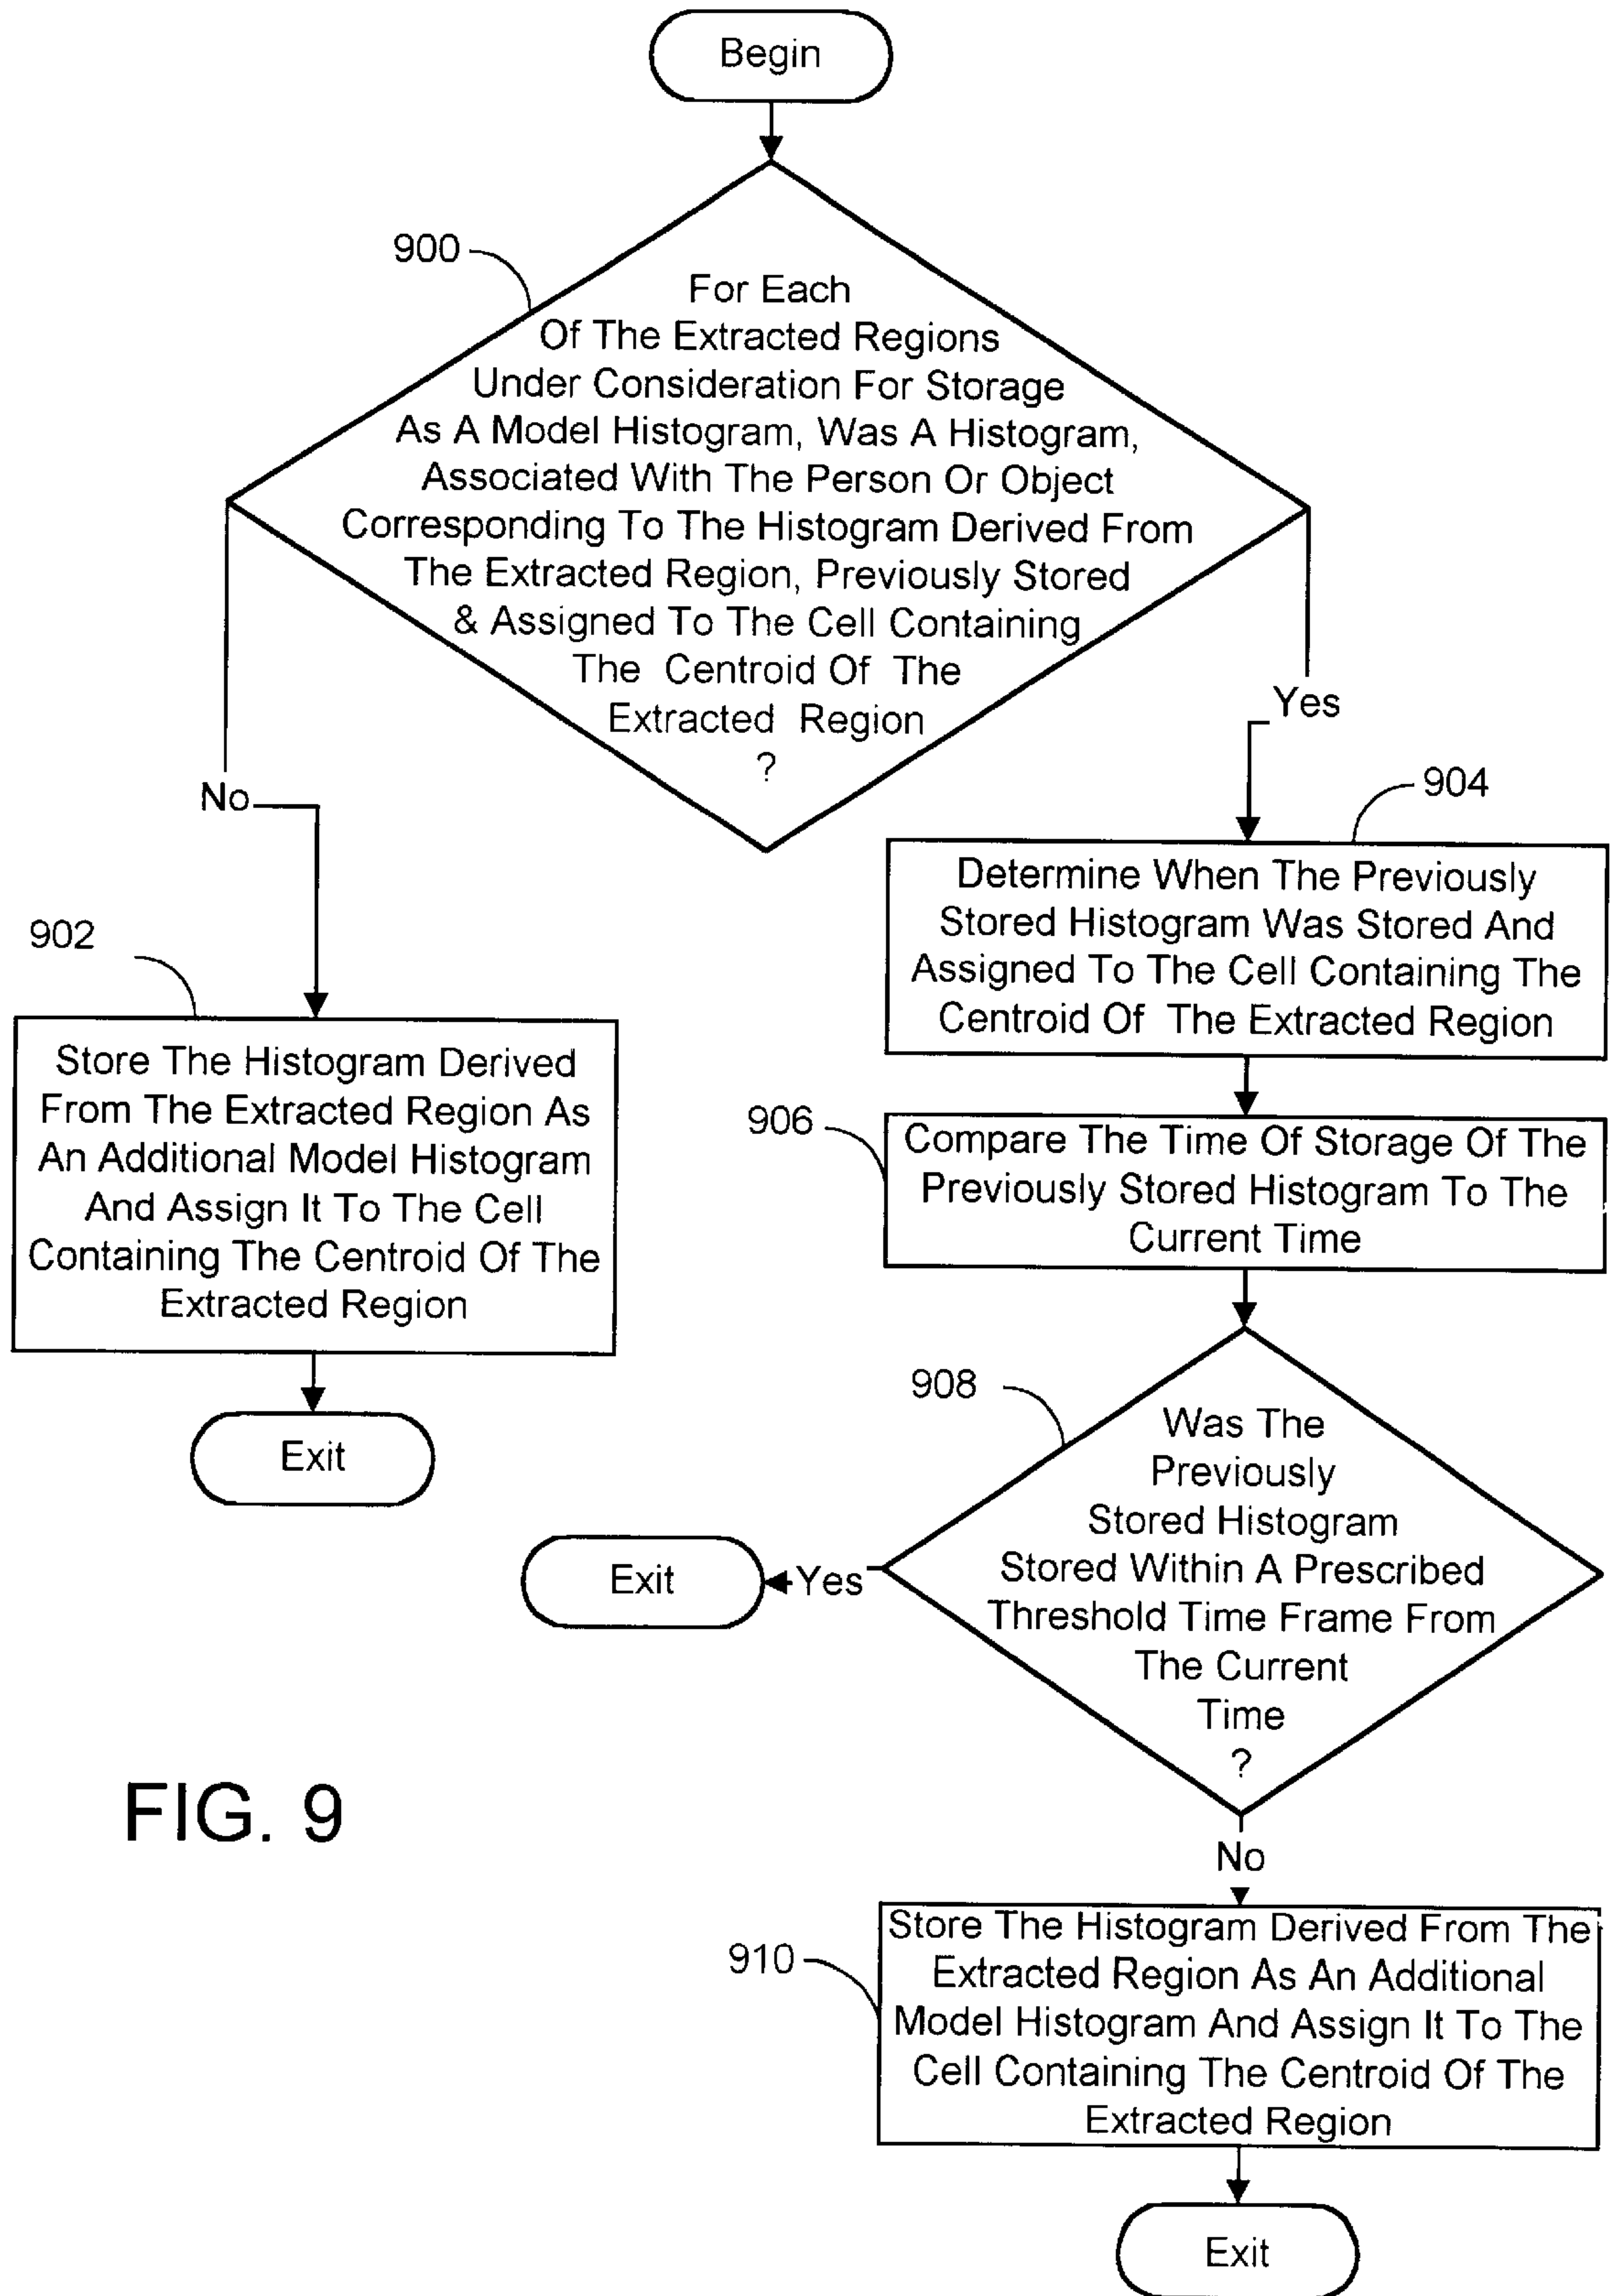 Begin
900
For Each
Of The Extracted Regions
Under Consideration For Storage
As A Model Histogram, Was A Histogram,
Associated With The Person Or Object
Corresponding To The Histogram Derived From
The Extracted Region, Previously Stored
& Assigned To The Cell Containing
The Centroid Of The
Extracted Region
?
No
Yes
902
Store The Histogram Derived
From The Extracted Region As
An Additional Model Histogram
And Assign It To The Cell
Containing The Centroid Of The
Extracted Region
Exit
904
Determine When The Previously
Stored Histogram Was Stored And
Assigned To The Cell Containing The
Centroid Of The Extracted Region
906
Compare The Time Of Storage Of The
Previously Stored Histogram To The
Current Time
908
Was The
Previously
Stored Histogram
Stored Within A Prescribed
Threshold Time Frame From
The Current
Time
?
Yes
Exit
No
910
Store The Histogram Derived From The
Extracted Region As An Additional
Model Histogram And Assign It To The
Cell Containing The Centroid Of The
Extracted Region
Exit
FIG. 9